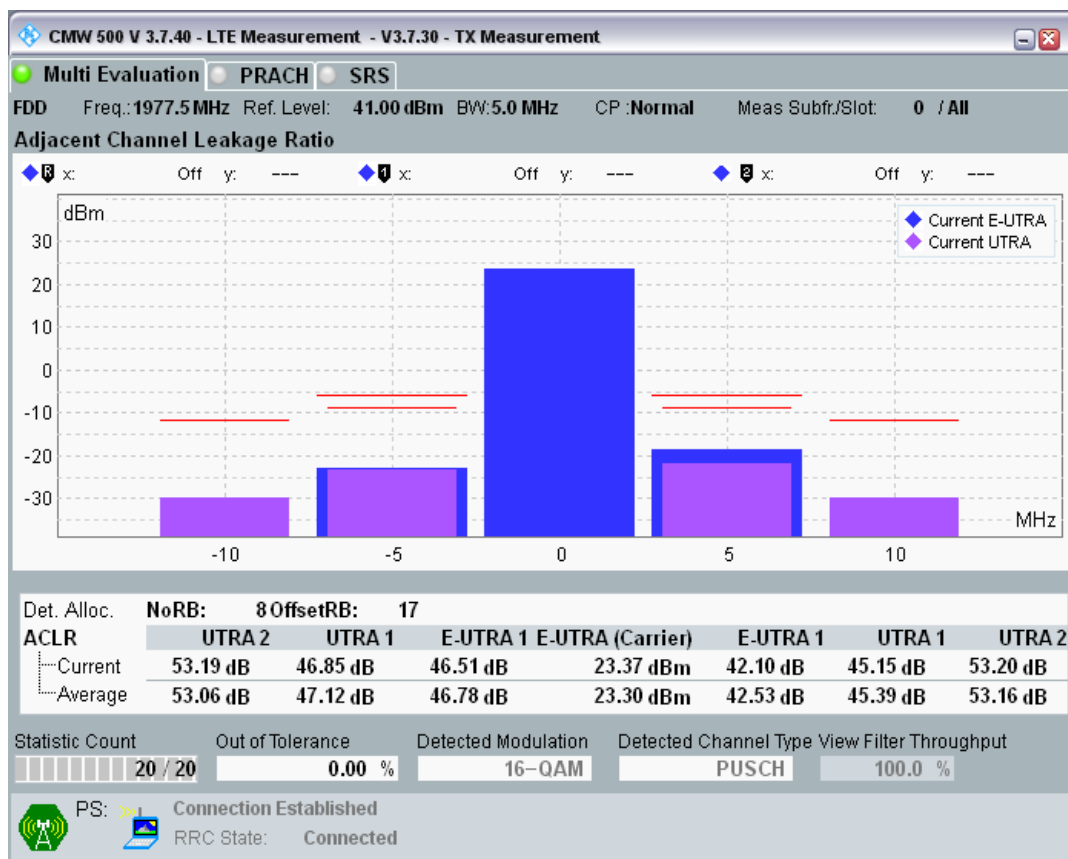 CMW 500 V 3.7.40 - LTE Measurement - V3.7.30 - TX Measurement
Multi Evaluation PRACH SRS
FDD Freq.: 1977.5 MHz Ref. Level: 41.00 dBm BW: 5.0 MHz CP :Normal Meas Subfr./Slot: 0 / All
Adjacent Channel Leakage Ratio
R x: Off y: --- 1 x: Off y: --- 2 x: Off y: ---
dBm
Current E-UTRA
Current UTRA
30
20
10
0
-10
-20
-30
MHz
-10 -5 0 5 10
Det. Alloc. NoRB: 8 OffsetRB: 17
ACLR UTRA 2 UTRA 1 E-UTRA 1 E-UTRA (Carrier) E-UTRA 1 UTRA 1 UTRA 2
Current 53.19 dB 46.85 dB 46.51 dB 23.37 dBm 42.10 dB 45.15 dB 53.20 dB
Average 53.06 dB 47.12 dB 46.78 dB 23.30 dBm 42.53 dB 45.39 dB 53.16 dB
Statistic Count Out of Tolerance Detected Modulation Detected Channel Type View Filter Throughput
20 / 20 0.00 % 16-QAM PUSCH 100.0 %
PS: Connection Established
RRC State: Connected